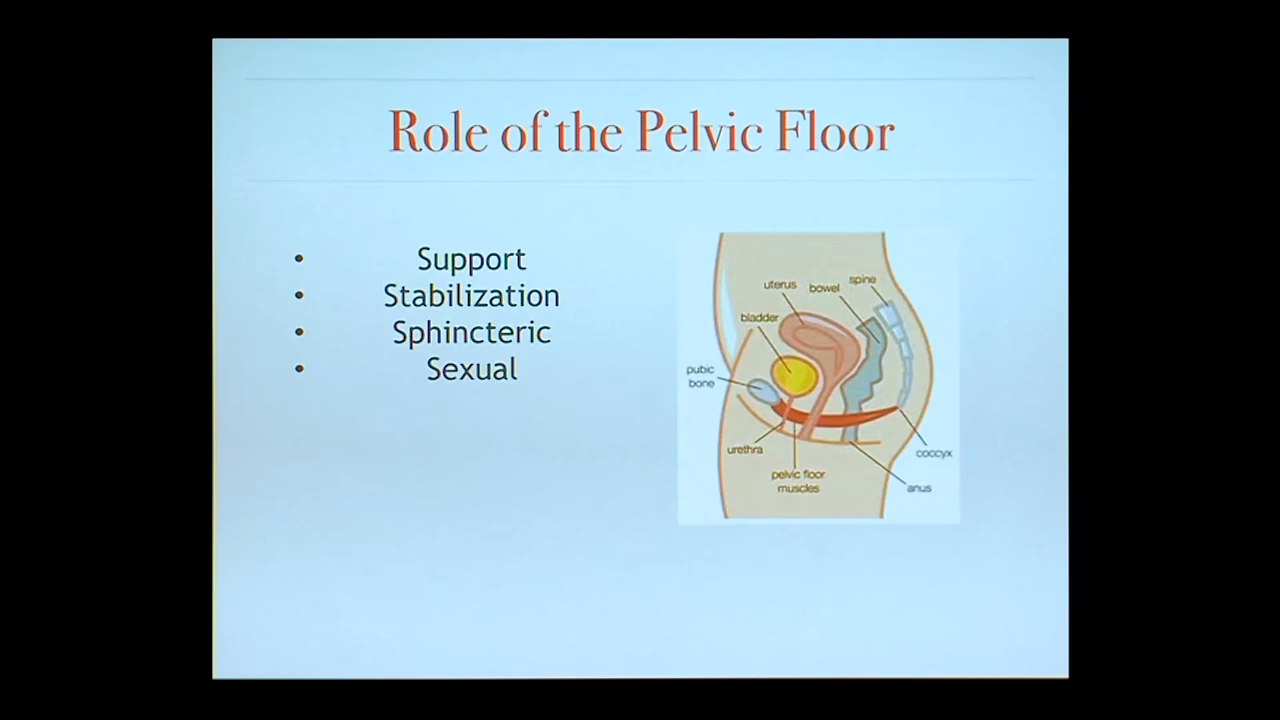 Role of the Pelvic Floor
• Support
• Stabilization
• Sphincteric
• Sexual
uterus
bowel
spine
bladder
pubic
bone
urethra
pelvic floor
muscles
coccyx
anus